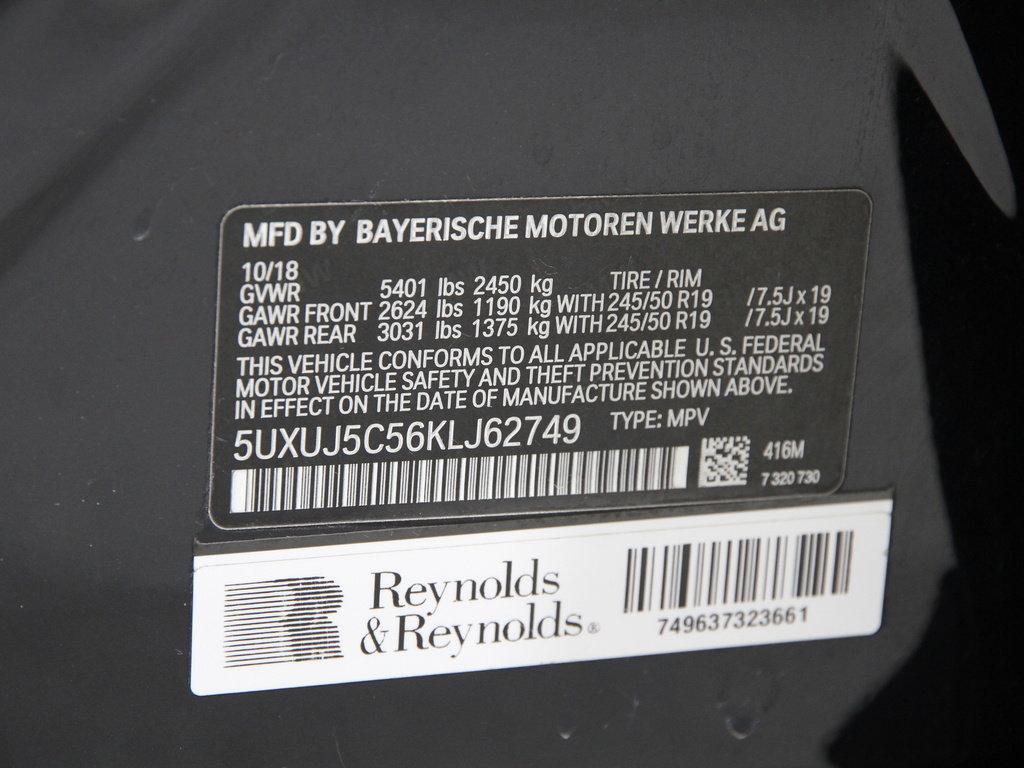 MFD BY BAYERISCHE MOTOREN WERKE AG
10/18
GVWR 5401 lbs 2450 kg TIRE / RIM
GAWR FRONT 2624 lbs 1190 kg WITH 245/50 R19 /7.5J x 19
GAWR REAR 3031 lbs 1375 kg WITH 245/50 R19 /7.5J x 19
THIS VEHICLE CONFORMS TO ALL APPLICABLE U. S. FEDERAL
MOTOR VEHICLE SAFETY AND THEFT PREVENTION STANDARDS
IN EFFECT ON THE DATE OF MANUFACTURE SHOWN ABOVE.
5UXUJ5C56KLJ62749 TYPE: MPV
416M
7 320 730
Reynolds
&Reynolds®
749637323661